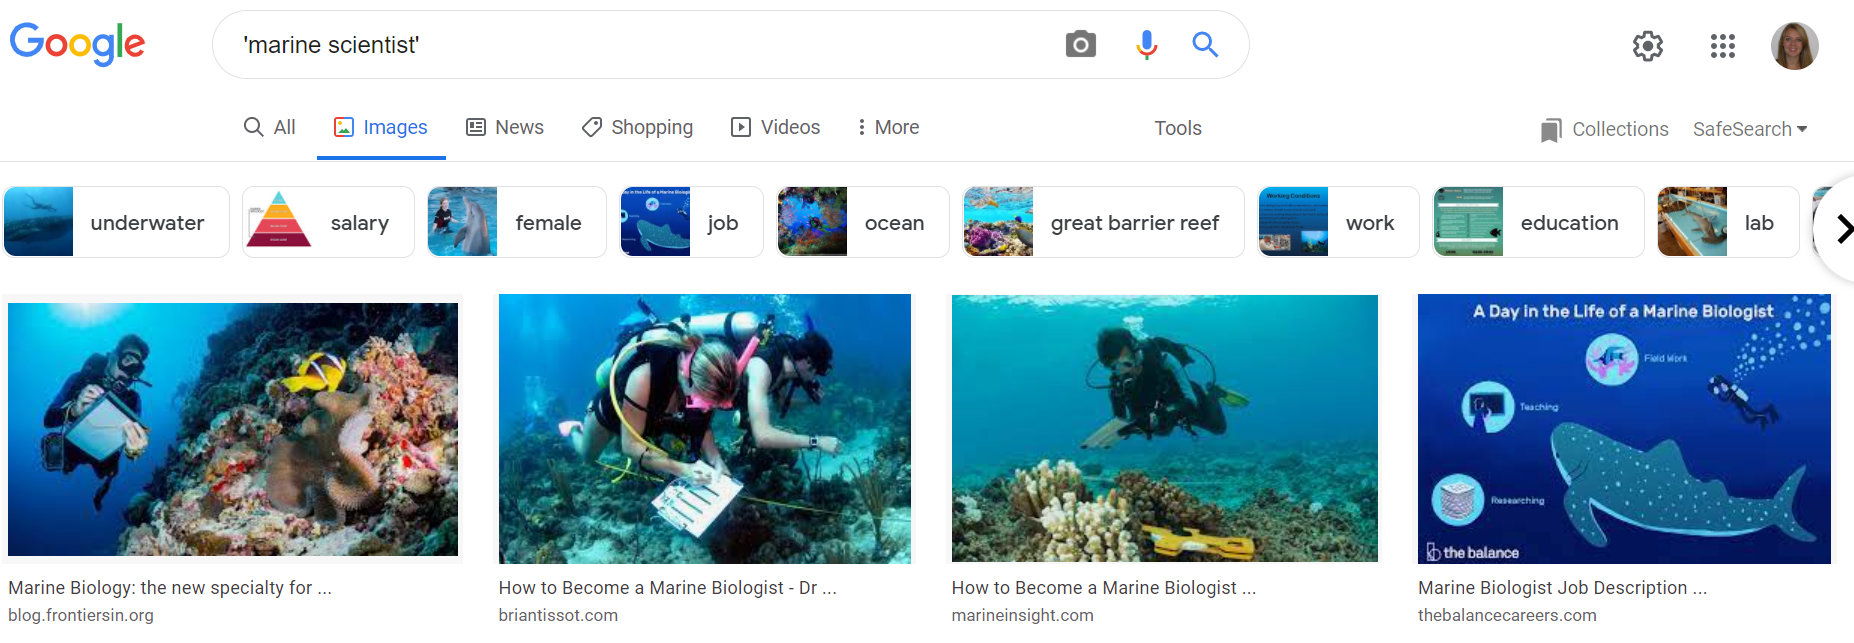 Google
'marine scientist'
All
Images
News
Shopping
Videos
More
Tools
Collections
SafeSearch
underwater
salary
female
job
ocean
great barrier reef
work
education
lab
Working Conditions
A Day in the Life of a Marine Biologist
Field Work
Teaching
Researching
the balance
Marine Biology: the new specialty for ...
blog.frontiersin.org
How to Become a Marine Biologist - Dr ...
briantissot.com
How to Become a Marine Biologist ...
marineinsight.com
Marine Biologist Job Description ...
thebalancecareers.com